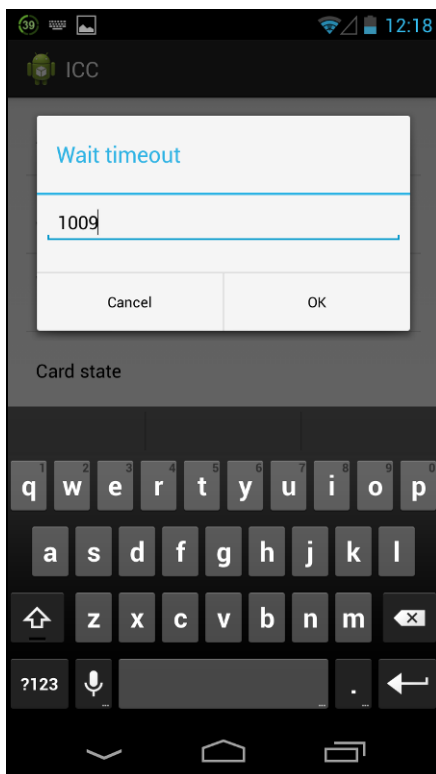 39 12:18
ICC
Wait timeout
1009
Cancel OK
Card state
1 2 3 4 5 6 7 8 9 0
q w e r t y u i o p
a s d f g h j k l
z x c v b n m
?123 .